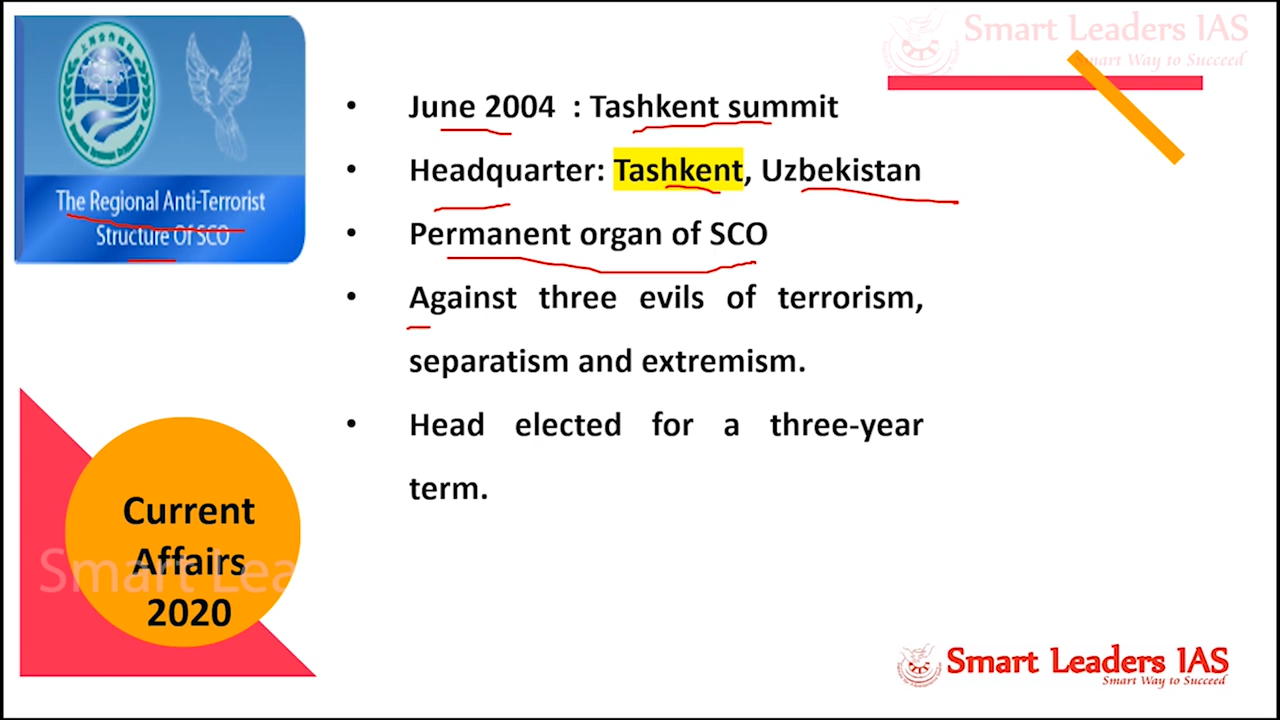 Smart Leaders IAS
Smart Way to Succeed
The Regional Anti-Terrorist
Structure Of SCO
• June 2004 : Tashkent summit
• Headquarter: Tashkent, Uzbekistan
• Permanent organ of SCO
• Against three evils of terrorism,
separatism and extremism.
• Head elected for a three-year
term.
Current
Affairs
2020
Smart Lea
Smart Leaders IAS
Smart Way to Succeed